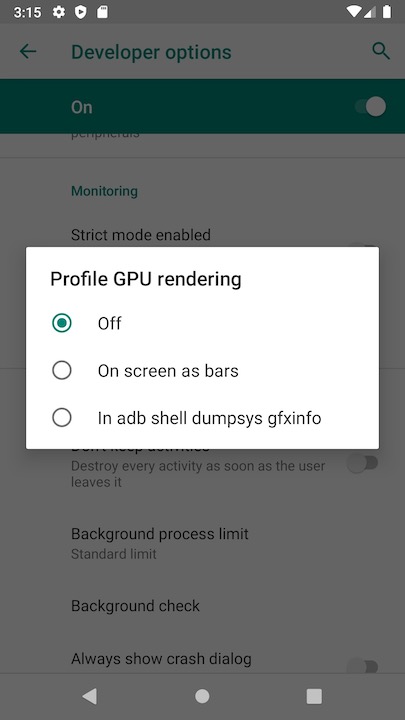 3:15
Developer options
On
peripherals
Monitoring
Strict mode enabled
Profile GPU rendering
Off
On screen as bars
In adb shell dumpsys gfxinfo
Don't keep activities
Destroy every activity as soon as the user
leaves it
Background process limit
Standard limit
Background check
Always show crash dialog